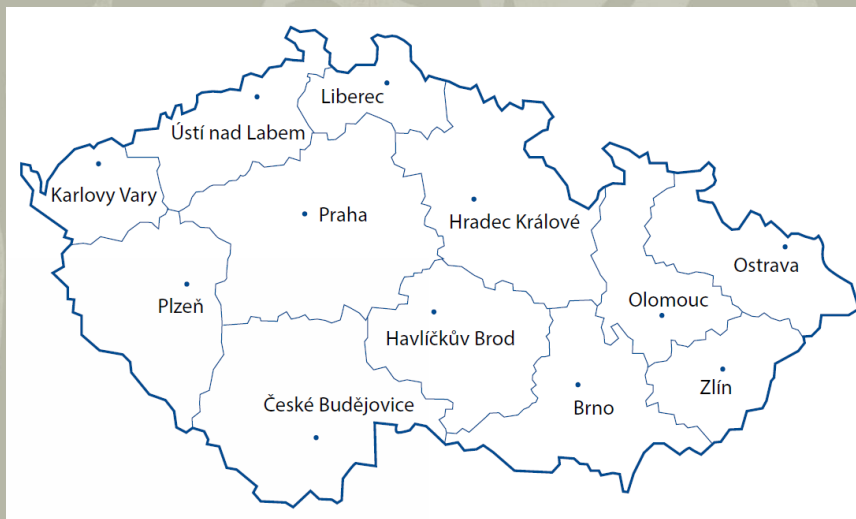 Liberec
Ústí nad Labem
Karlovy Vary
Praha
Hradec Králové
Ostrava
Plzeň
Olomouc
Havlíčkův Brod
Zlín
České Budějovice
Brno